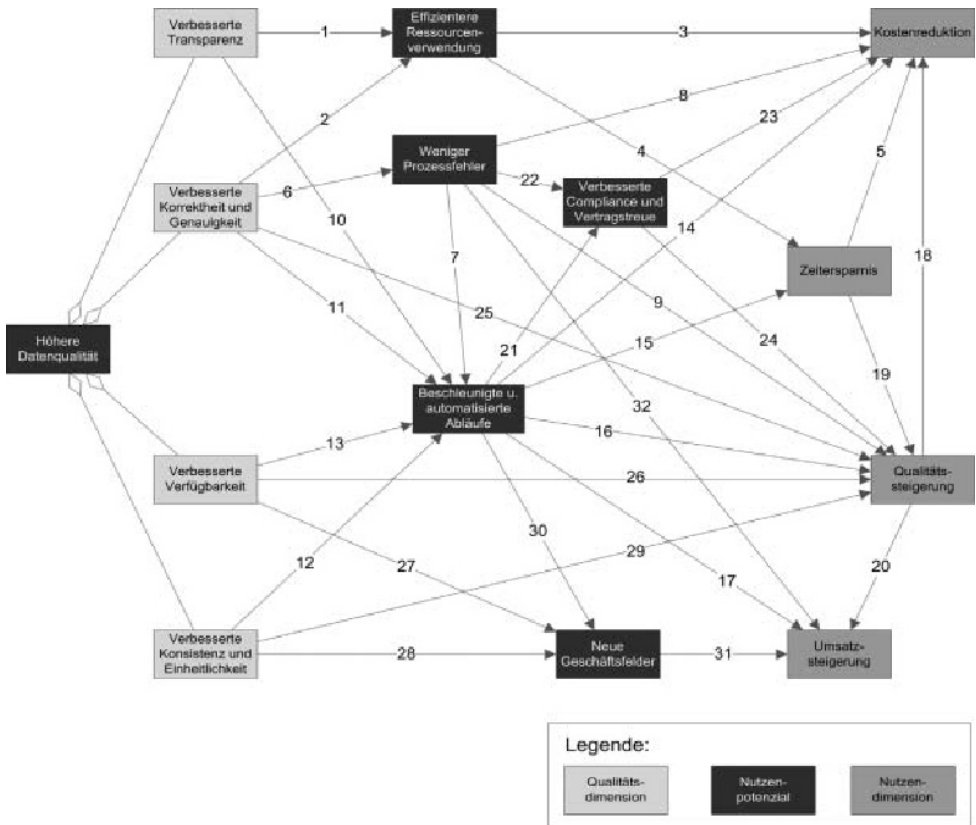 Verbesserte
Transparenz
1
Effizientere
Ressourcen-
verwendung
3
Kostenreduktion
2
8
23
4
5
Weniger
Prozessfehler
22
Verbesserte
Compliance und
Vertragstreue
Verbesserte
Korrektheit und
Genauigkeit
6
10
7
14
18
Zeitersparnis
11
25
9
Höhere
Datenqualität
21
15
24
19
Beschleunigte u.
automatisierte
Abläufe
32
13
16
Verbesserte
Verfügbarkeit
26
Qualitäts-
steigerung
12
27
30
29
17
20
Verbesserte
Konsistenz und
Einheitlichkeit
28
Neue
Geschäftsfelder
31
Umsatz-
steigerung
Legende:
Qualitäts-
dimension
Nutzen-
potenzial
Nutzen-
dimension